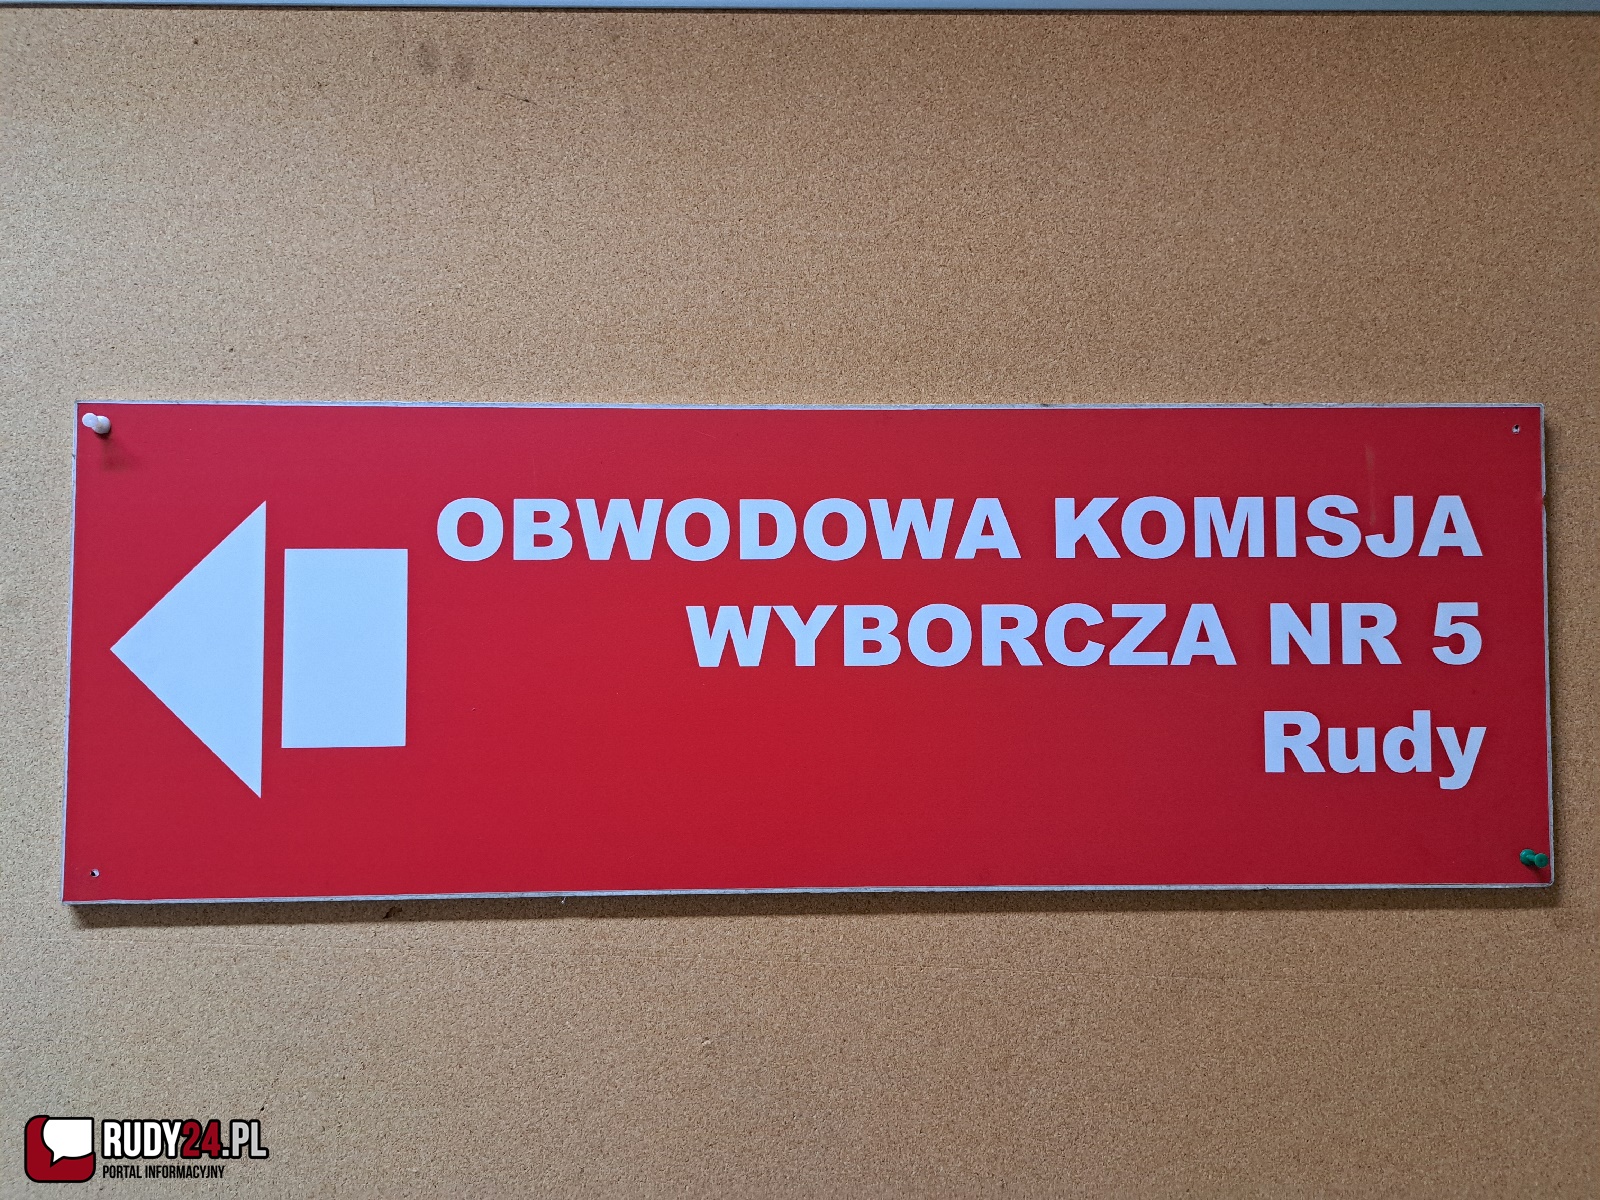 OBWODOWA KOMISJA
WYBORCZA NR 5
Rudy
RUDY24.PL
PORTAL INFORMACYJNY